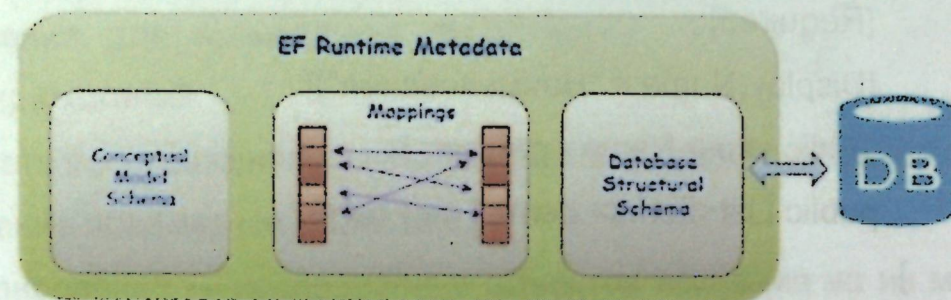 EF Runtime Metadata
Conceptual
Model
Schema
Mappings
Database
Structural
Schema
DB